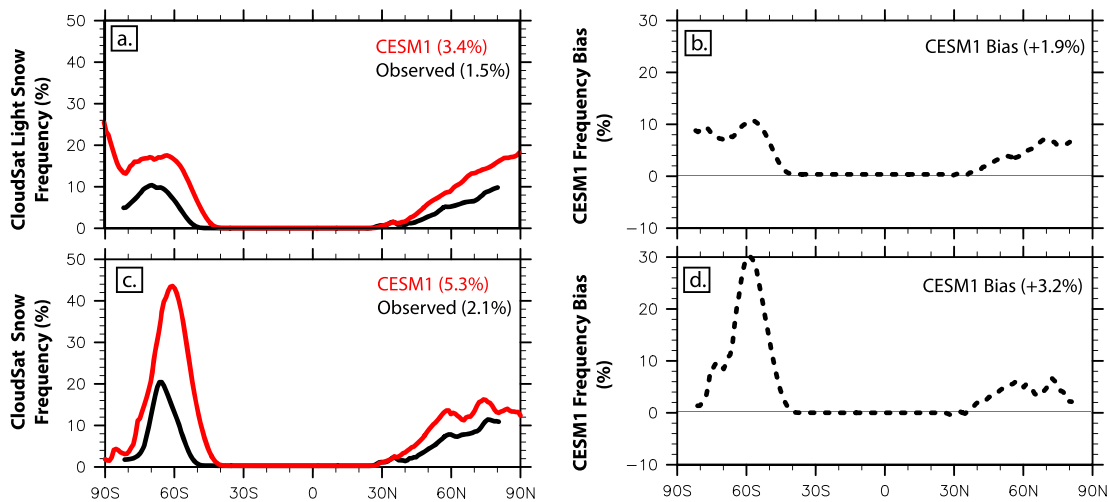 a.
CESM1 (3.4%)
Observed (1.5%)
CloudSat Light Snow
Frequency (%)
50
40
30
20
10
0
b.
CESM1 Bias (+1.9%)
CESM1 Frequency Bias
(%)
30
20
10
0
−10
c.
CESM1 (5.3%)
Observed (2.1%)
CloudSat Snow
Frequency (%)
50
40
30
20
10
0
90S 60S 30S 0 30N 60N 90N
d.
CESM1 Bias (+3.2%)
CESM1 Frequency Bias
(%)
30
20
10
0
−10
90S 60S 30S 0 30N 60N 90N